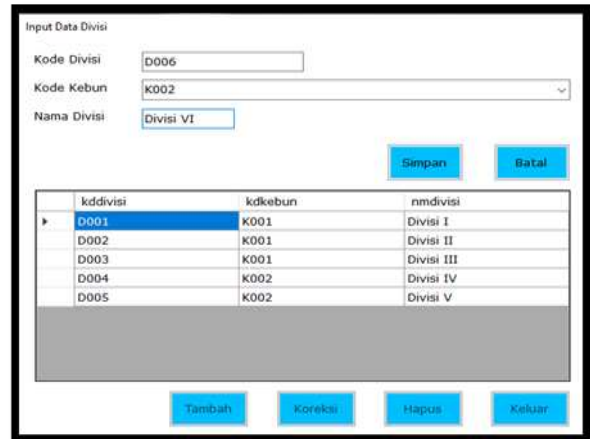 Input Data Divisi
Kode Divisi D006
Kode Kebun K002
Nama Divisi Divisi VI
Simpan Batal
kddivisi kdkebun nmdivisi
D001 K001 Divisi I
D002 K001 Divisi II
D003 K001 Divisi III
D004 K002 Divisi IV
D005 K002 Divisi V
Tambah Koreksi Hapus Keluar